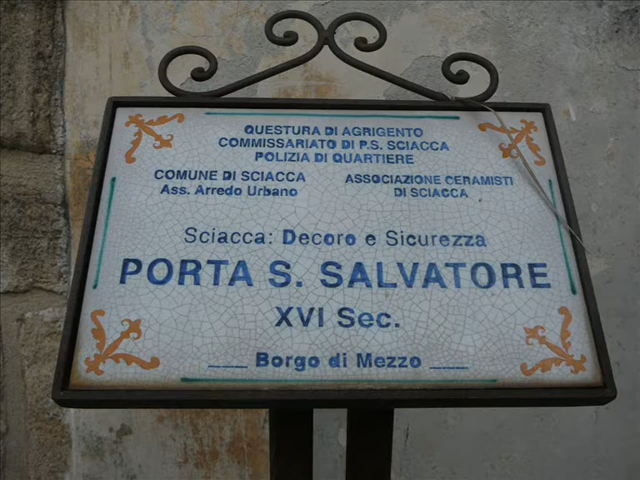 QUESTURA DI AGRIGENTO
COMMISSARIATO DI P.S. SCIACCA
POLIZIA DI QUARTIERE
COMUNE DI SCIACCA
Ass. Arredo Urbano
ASSOCIAZIONE CERAMISTI
DI SCIACCA
Sciacca: Decoro e Sicurezza
PORTA S. SALVATORE
XVI Sec.
Borgo di Mezzo